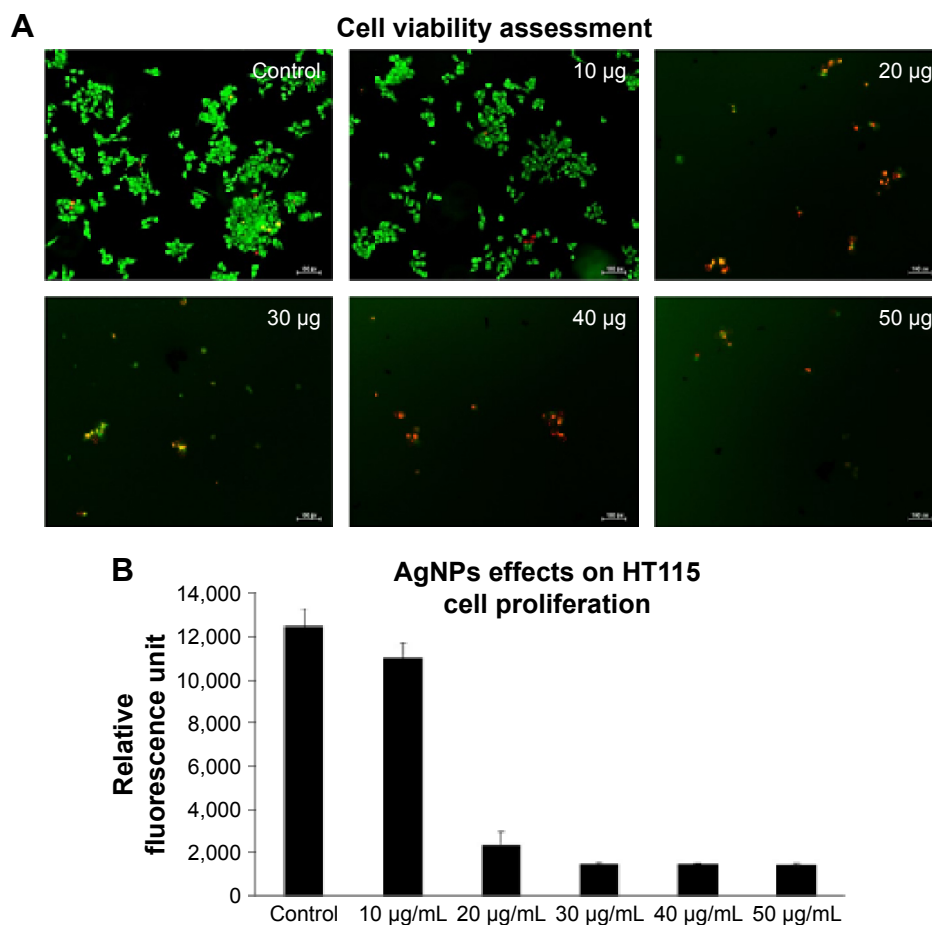 A
Cell viability assessment
Control
10 µg
20 µg
30 µg
40 µg
50 µg
B
AgNPs effects on HT115
cell proliferation
Relative
fluorescence unit
14,000
12,000
10,000
8,000
6,000
4,000
2,000
0
Control
10 µg/mL
20 µg/mL
30 µg/mL
40 µg/mL
50 µg/mL